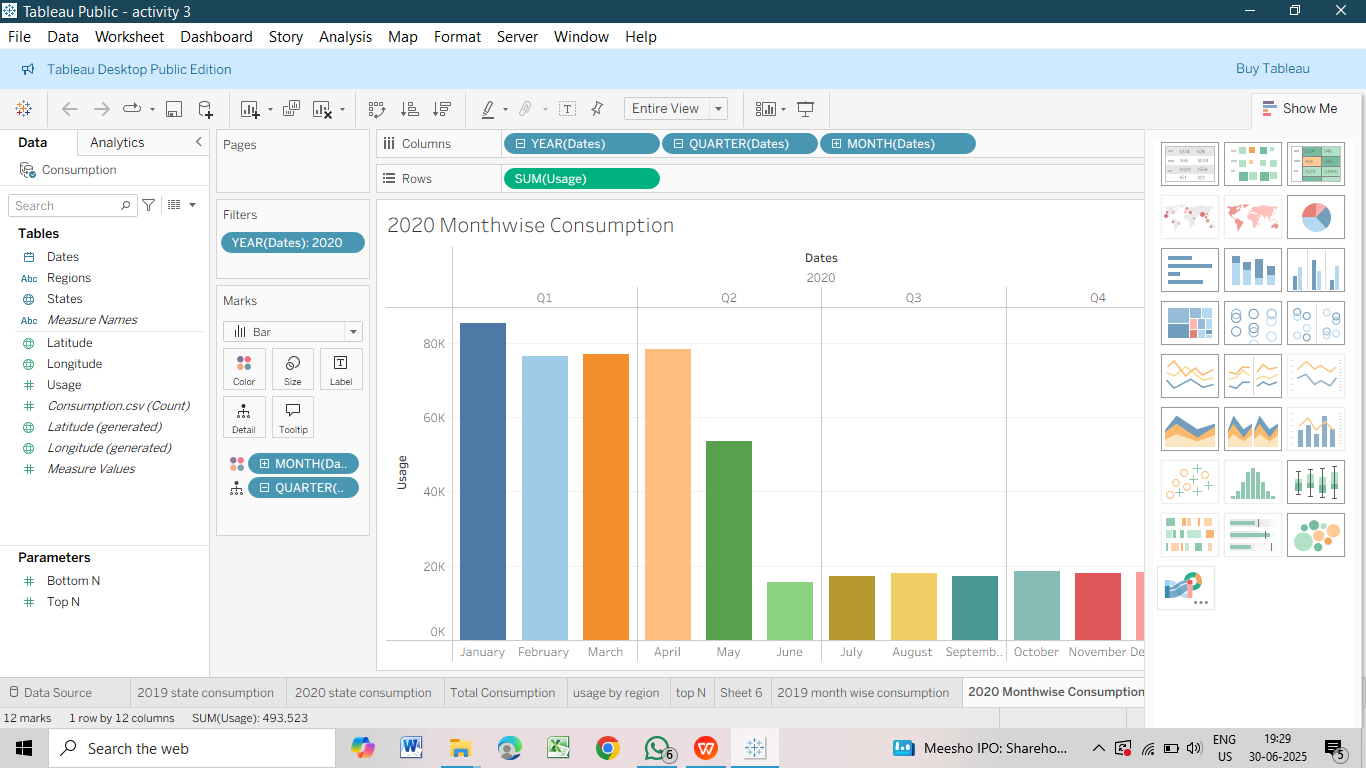 Tableau Public - activity 3
File Data Worksheet Dashboard Story Analysis Map Format Server Window Help
Tableau Desktop Public Edition
Buy Tableau
Entire View
Show Me
Data
Analytics
Consumption
Search
Tables
Dates
Abc Regions
States
Abc Measure Names
Latitude
Longitude
Usage
Consumption.csv (Count)
Latitude (generated)
Longitude (generated)
Measure Values
Parameters
Bottom N
Top N
Pages
Filters
YEAR(Dates): 2020
Marks
Bar
Color Size Label
Detail Tooltip
MONTH(Da..
QUARTER(..
Columns YEAR(Dates) QUARTER(Dates) MONTH(Dates)
Rows SUM(Usage)
2020 Monthwise Consumption
Dates
2020
Q1 Q2 Q3 Q4
Usage
80K
60K
40K
20K
0K
January February March April May June July August Septemb.. October November De
Data Source 2019 state consumption 2020 state consumption Total Consumption usage by region top N Sheet 6 2019 month wise consumption 2020 Monthwise Consumption
12 marks 1 row by 12 columns SUM(Usage): 493,523
Search the web
6
Meesho IPO: Shareho...
ENG
US
19:29
30-06-2025
5